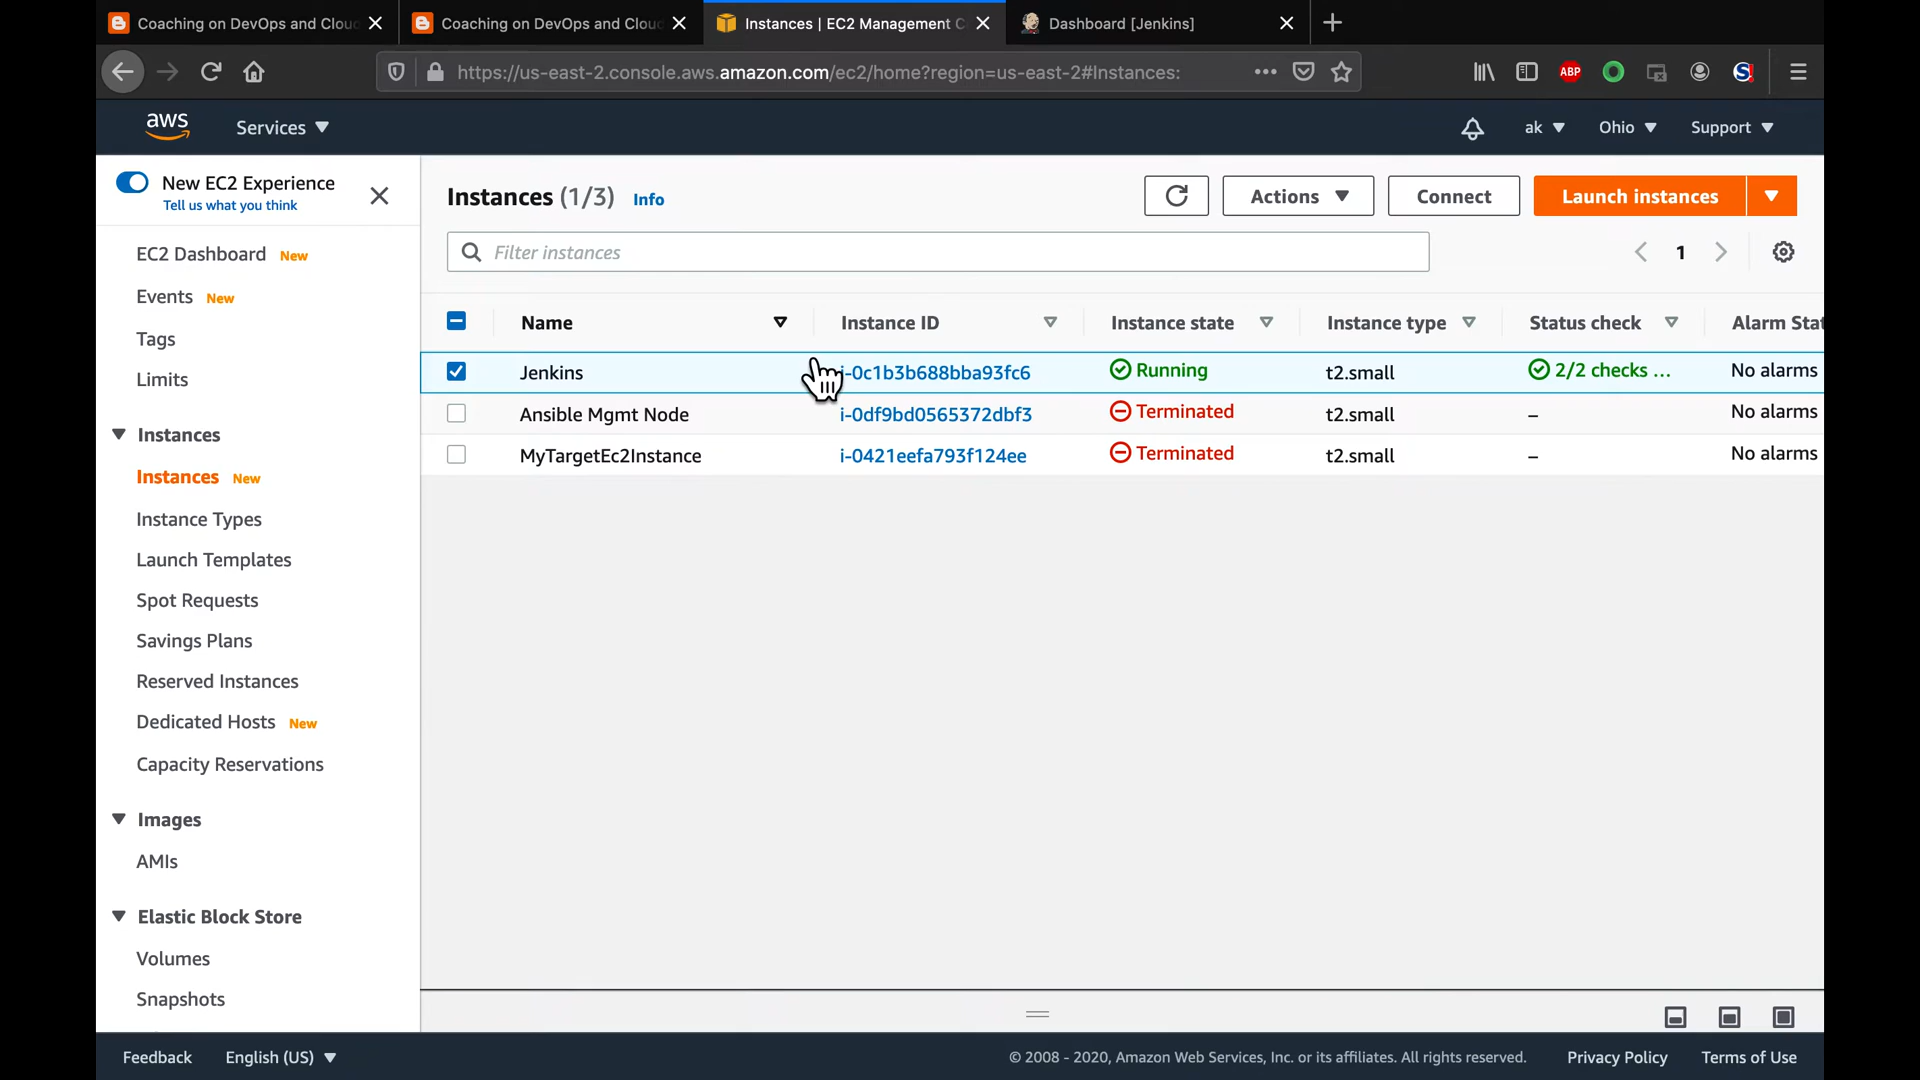 Coaching on DevOps and Clou
Coaching on DevOps and Cloud
Instances | EC2 Management C
Dashboard [Jenkins]
https://us-east-2.console.aws.amazon.com/ec2/home?region=us-east-2#Instances:
ABP
S
aws
Services
ak
Ohio
Support
New EC2 Experience
Tell us what you think
EC2 Dashboard New
Events New
Tags
Limits
Instances
Instances New
Instance Types
Launch Templates
Spot Requests
Savings Plans
Reserved Instances
Dedicated Hosts New
Capacity Reservations
Images
AMIs
Elastic Block Store
Volumes
Snapshots
Instances (1/3) Info
Actions
Connect
Launch instances
Filter instances
1
Name Instance ID Instance state Instance type Status check Alarm Sta
Jenkins i-0c1b3b688bba93fc6 Running t2.small 2/2 checks ... No alarms
Ansible Mgmt Node i-0df9bd0565372dbf3 Terminated t2.small – No alarms
MyTargetEc2Instance i-0421eefa793f124ee Terminated t2.small – No alarms
Feedback English (US) © 2008 - 2020, Amazon Web Services, Inc. or its affiliates. All rights reserved. Privacy Policy Terms of Use